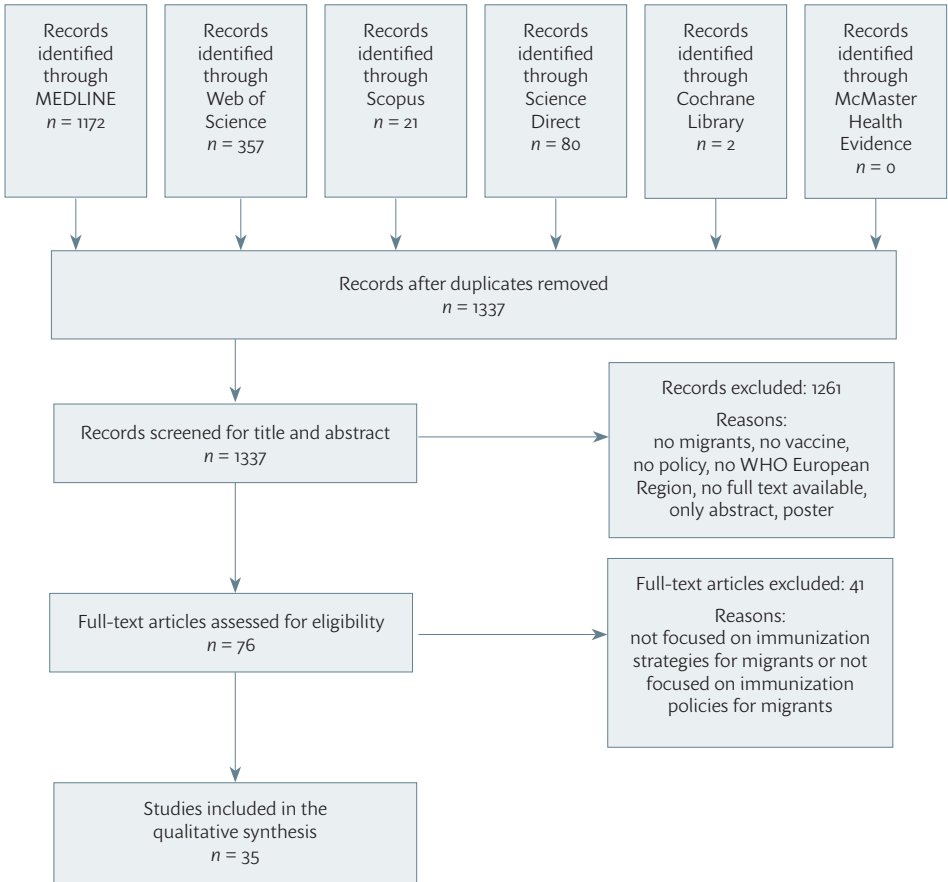 Records
identified
through
MEDLINE
n = 1172
Records
identified
through
Web of
Science
n = 357
Records
identified
through
Scopus
n = 21
Records
identified
through
Science
Direct
n = 80
Records
identified
through
Cochrane
Library
n = 2
Records
identified
through
McMaster
Health
Evidence
n = 0
Records after duplicates removed
n = 1337
Records screened for title and abstract
n = 1337
Records excluded: 1261
Reasons:
no migrants, no vaccine,
no policy, no WHO European
Region, no full text available,
only abstract, poster
Full-text articles assessed for eligibility
n = 76
Full-text articles excluded: 41
Reasons:
not focused on immunization
strategies for migrants or not
focused on immunization
policies for migrants
Studies included in the
qualitative synthesis
n = 35